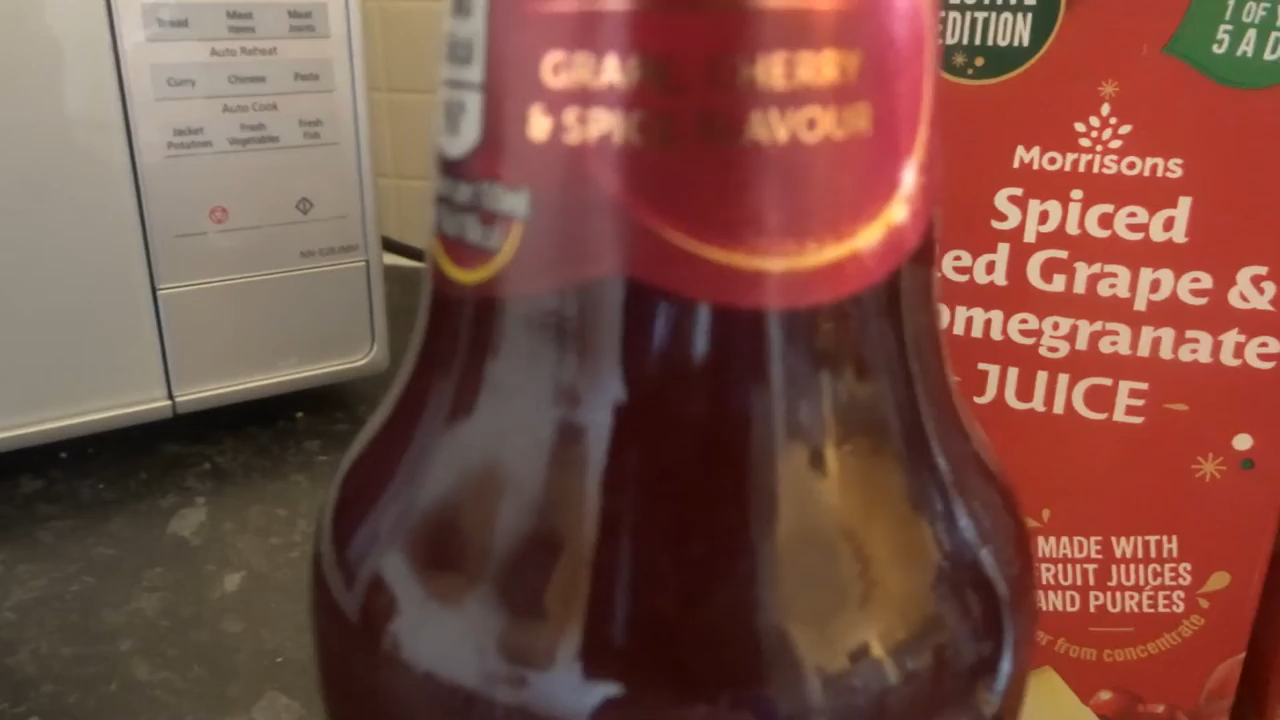 Bread Meat Items Meat Joints
Auto Reheat
Curry Chinese Pasta
Auto Cook
Jacket Potatoes Fresh Vegetables Fresh Fish
GRAPE, CHERRY
& SPICE FLAVOUR
EDITION
1 OF
5 A D
Morrisons
Spiced
ed Grape &
omegranate
JUICE
MADE WITH
FRUIT JUICES
AND PURÉES
from concentrate